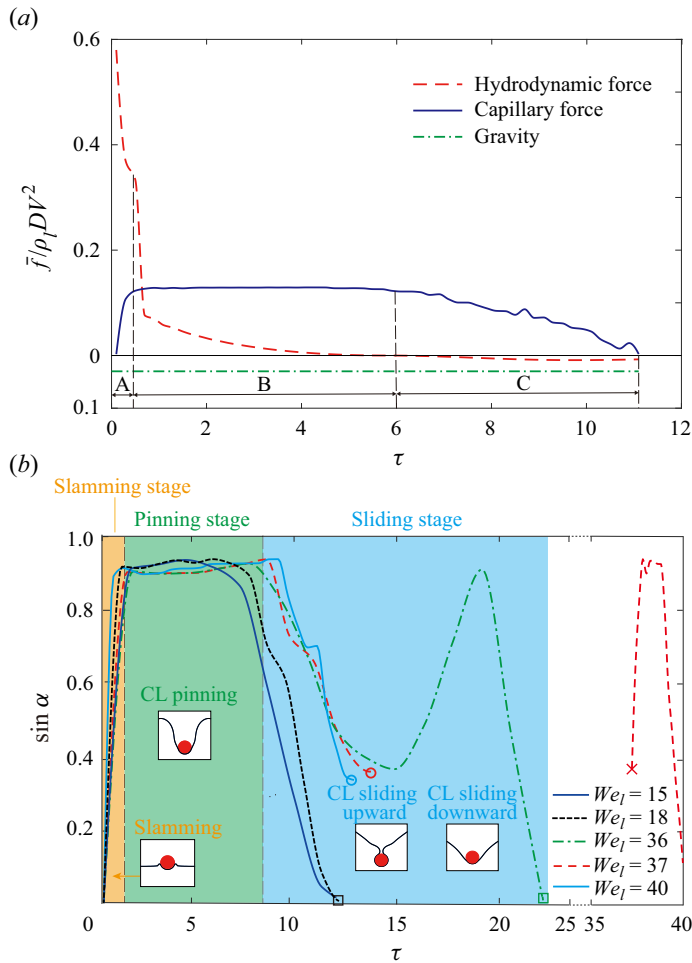 (a)
0.6
Hydrodynamic force
Capillary force
Gravity
0.4
f̄/ρ_l DV²
0.2
0
A B C
0.1
0 2 4 6 8 10 12
τ
(b)
Slamming stage
Pinning stage Sliding stage
1.0
0.8
0.6
sin α
CL pinning
0.4
0.2
Slamming
CL sliding upward
CL sliding downward
We_l = 15
We_l = 18
We_l = 36
We_l = 37
We_l = 40
0 5 10 15 20 25 35 40
τ